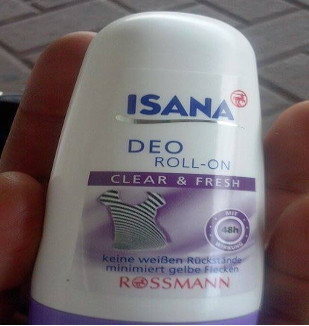 ISANA
DEO
ROLL-ON
CLEAR & FRESH
48h
keine weißen Rückstände
minimiert gelbe Flecken
ROSSMANN